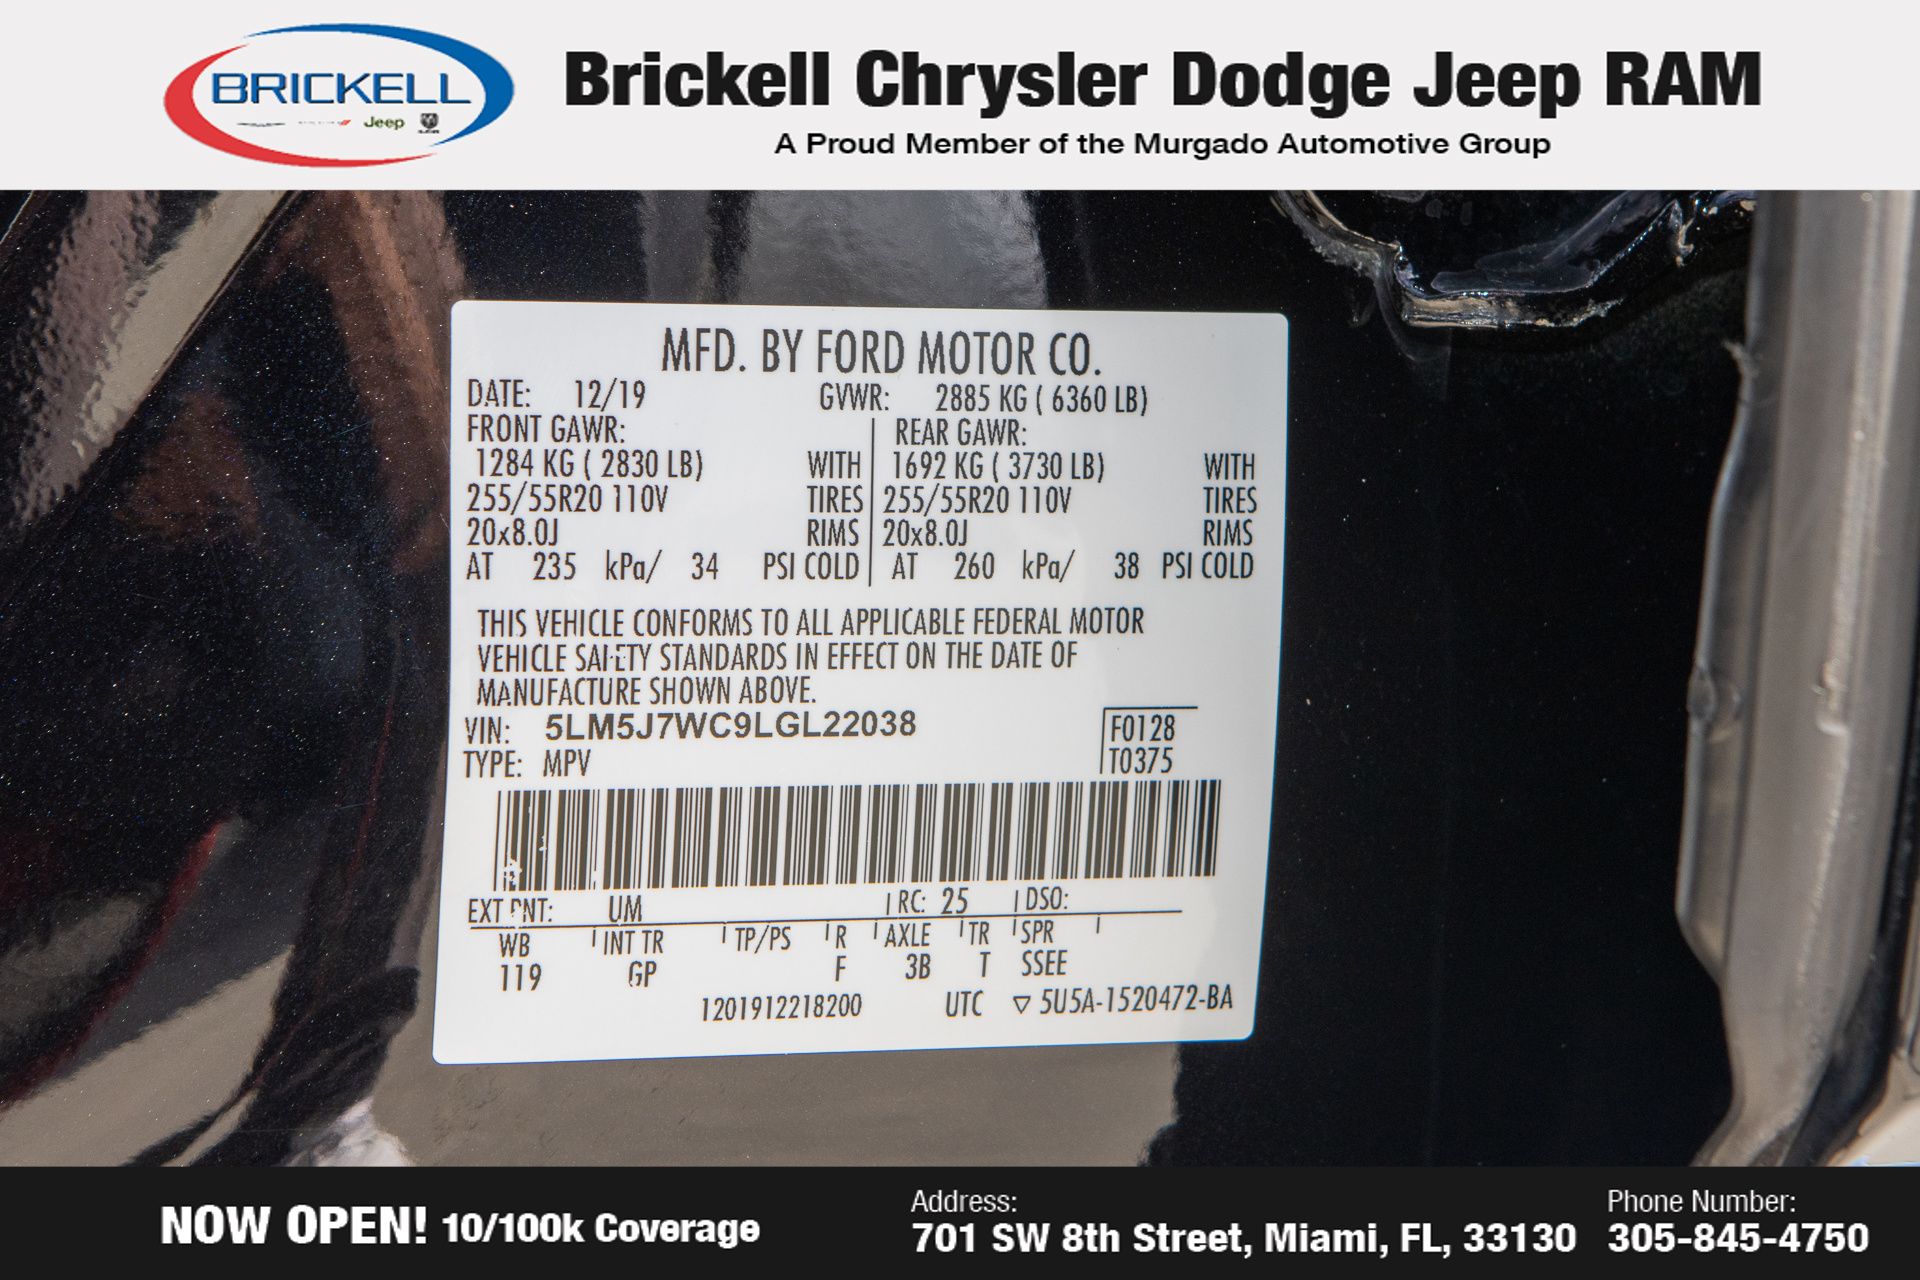 BRICKELL
Jeep
RAM
Brickell Chrysler Dodge Jeep RAM
A Proud Member of the Murgado Automotive Group
MFD. BY FORD MOTOR CO.
DATE: 12/19 GVWR: 2885 KG ( 6360 LB)
FRONT GAWR: REAR GAWR:
1284 KG ( 2830 LB) WITH 1692 KG ( 3730 LB) WITH
255/55R20 110V TIRES 255/55R20 110V TIRES
20x8.0J RIMS 20x8.0J RIMS
AT 235 kPa/ 34 PSI COLD AT 260 kPa/ 38 PSI COLD
THIS VEHICLE CONFORMS TO ALL APPLICABLE FEDERAL MOTOR
VEHICLE SAFETY STANDARDS IN EFFECT ON THE DATE OF
MANUFACTURE SHOWN ABOVE.
VIN: 5LM5J7WC9LGL22038 F0128
TYPE: MPV T0375
EXT PNT: UM RC: 25 DSO:
WB INT TR TP/PS R AXLE TR SPR
119 GP F 3B T SSEE
1201912218200 UTC ▽ 5U5A-1520472-BA
NOW OPEN! 10/100k Coverage
Address:
701 SW 8th Street, Miami, FL, 33130
Phone Number:
305-845-4750